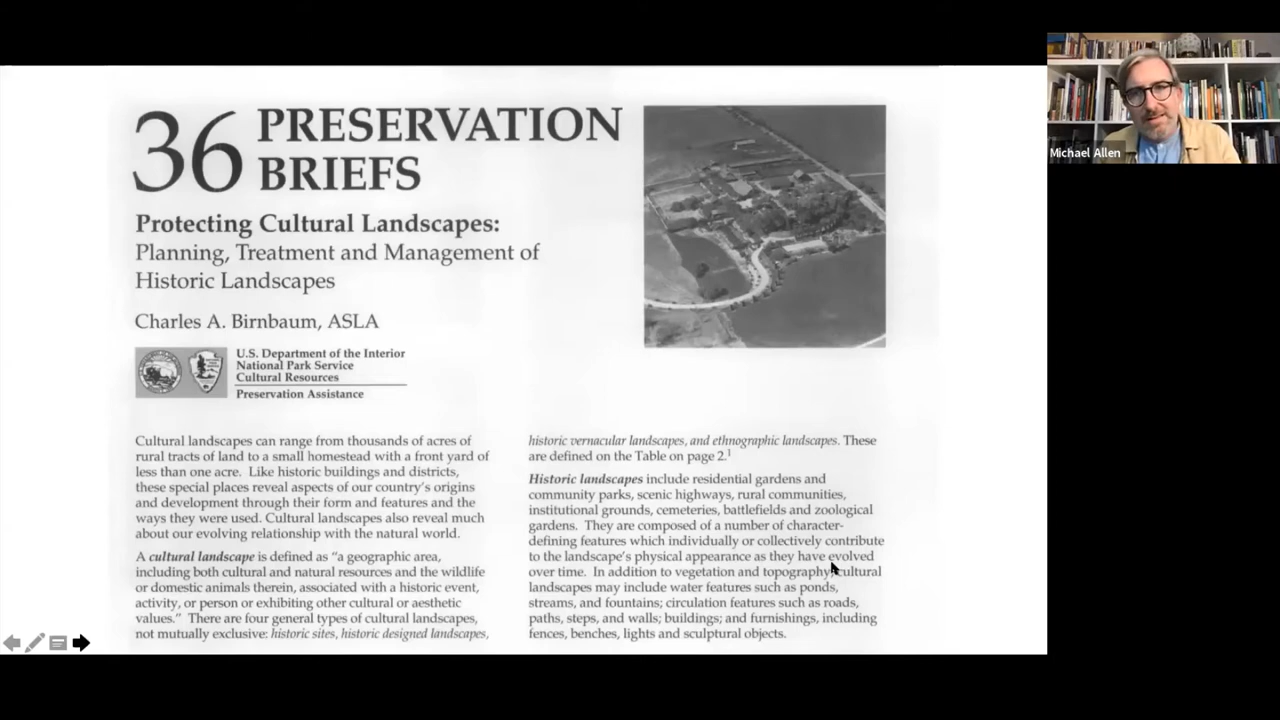 36 PRESERVATION
BRIEFS
Protecting Cultural Landscapes:
Planning, Treatment and Management of
Historic Landscapes
Charles A. Birnbaum, ASLA
U.S. Department of the Interior
National Park Service
Cultural Resources
Preservation Assistance
Cultural landscapes can range from thousands of acres of
rural tracts of land to a small homestead with a front yard of
less than one acre. Like historic buildings and districts,
these special places reveal aspects of our country's origins
and development through their form and features and the
ways they were used. Cultural landscapes also reveal much
about our evolving relationship with the natural world.
A cultural landscape is defined as "a geographic area,
including both cultural and natural resources and the wildlife
or domestic animals therein, associated with a historic event,
activity, or person or exhibiting other cultural or aesthetic
values." There are four general types of cultural landscapes,
not mutually exclusive: historic sites, historic designed landscapes,
historic vernacular landscapes, and ethnographic landscapes. These
are defined on the Table on page 2.1
Historic landscapes include residential gardens and
community parks, scenic highways, rural communities,
institutional grounds, cemeteries, battlefields and zoological
gardens. They are composed of a number of character-
defining features which individually or collectively contribute
to the landscape's physical appearance as they have evolved
over time. In addition to vegetation and topography, cultural
landscapes may include water features such as ponds,
streams, and fountains; circulation features such as roads,
paths, steps, and walls; buildings; and furnishings, including
fences, benches, lights and sculptural objects.
Michael Allen